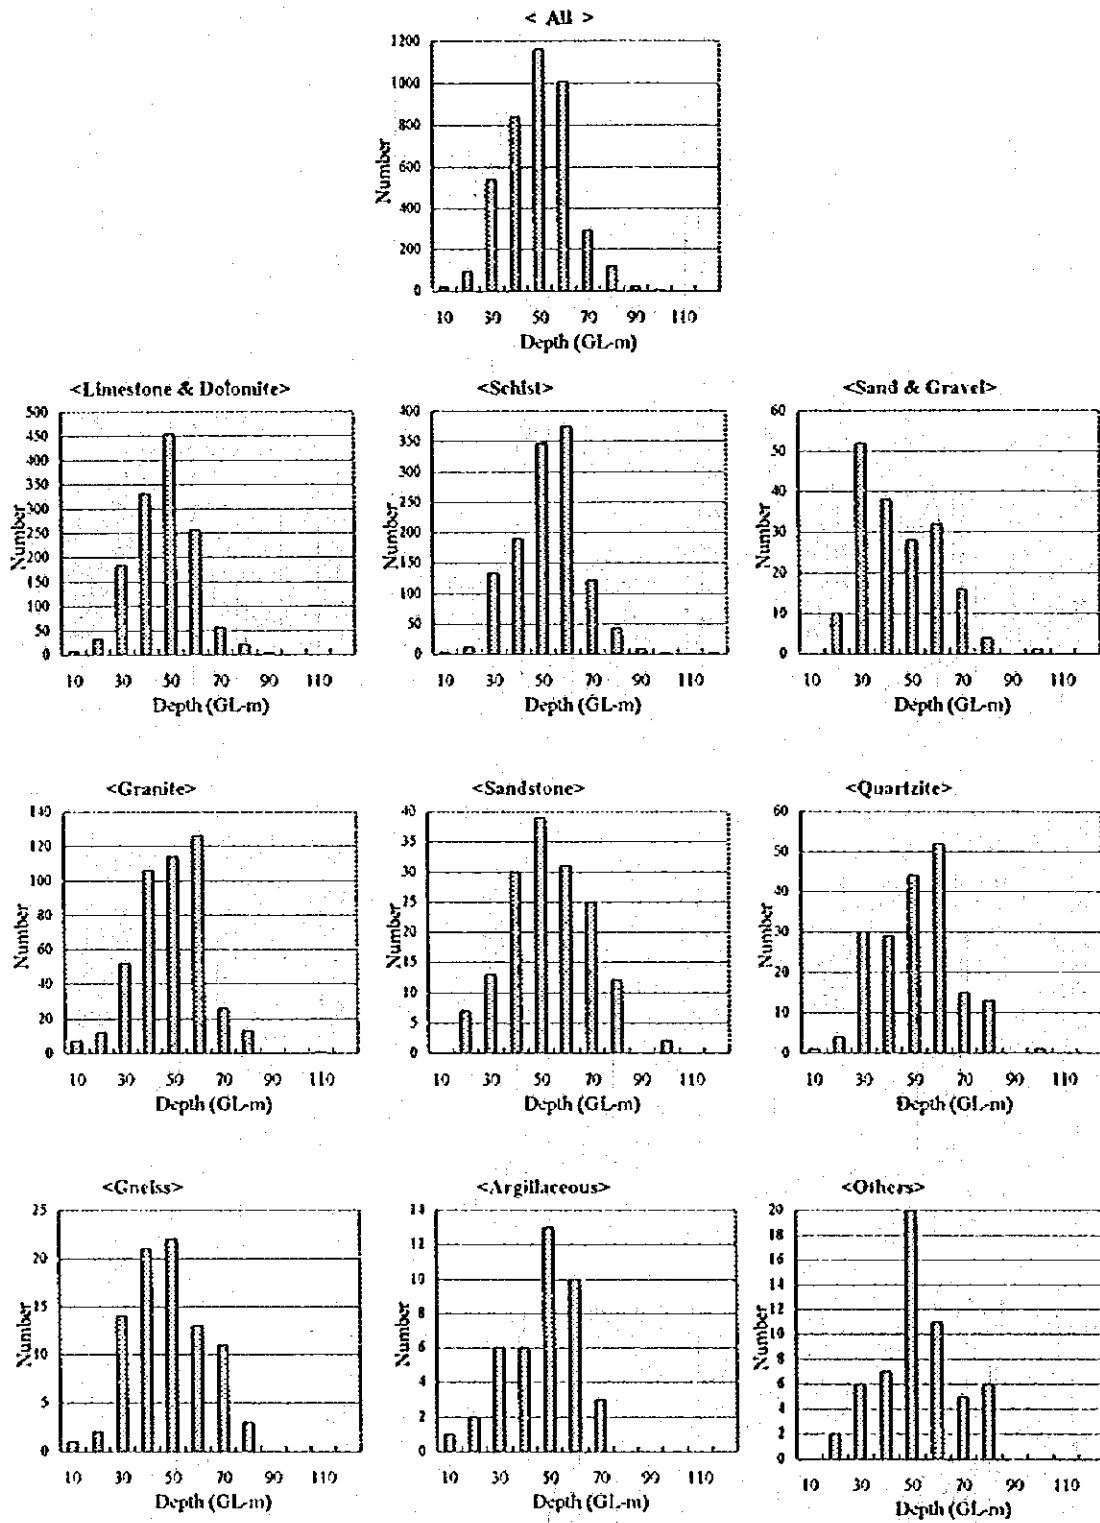 < All >
1200
1000
800
600
400
200
0
Number
10 30 50 70 90 110
Depth (GL-m)
<Limestone & Dolomite>
500
450
400
350
300
250
200
150
100
50
0
Number
10 30 50 70 90 110
Depth (GL-m)
<Schist>
400
350
300
250
200
150
100
50
0
Number
10 30 50 70 90 110
Depth (GL-m)
<Sand & Gravel>
60
50
40
30
20
10
0
Number
10 30 50 70 90 110
Depth (GL-m)
<Granite>
140
120
100
80
60
40
20
0
Number
10 30 50 70 90 110
Depth (GL-m)
<Sandstone>
40
35
30
25
20
15
10
5
0
Number
10 30 50 70 90 110
Depth (GL-m)
<Quartzite>
60
50
40
30
20
10
0
Number
10 30 50 70 90 110
Depth (GL-m)
<Gneiss>
25
20
15
10
5
0
Number
10 30 50 70 90 110
Depth (GL-m)
<Argillaceous>
14
12
10
8
6
4
2
0
Number
10 30 50 70 90 110
Depth (GL-m)
<Others>
20
18
16
14
12
10
8
6
4
2
0
Number
10 30 50 70 90 110
Depth (GL-m)